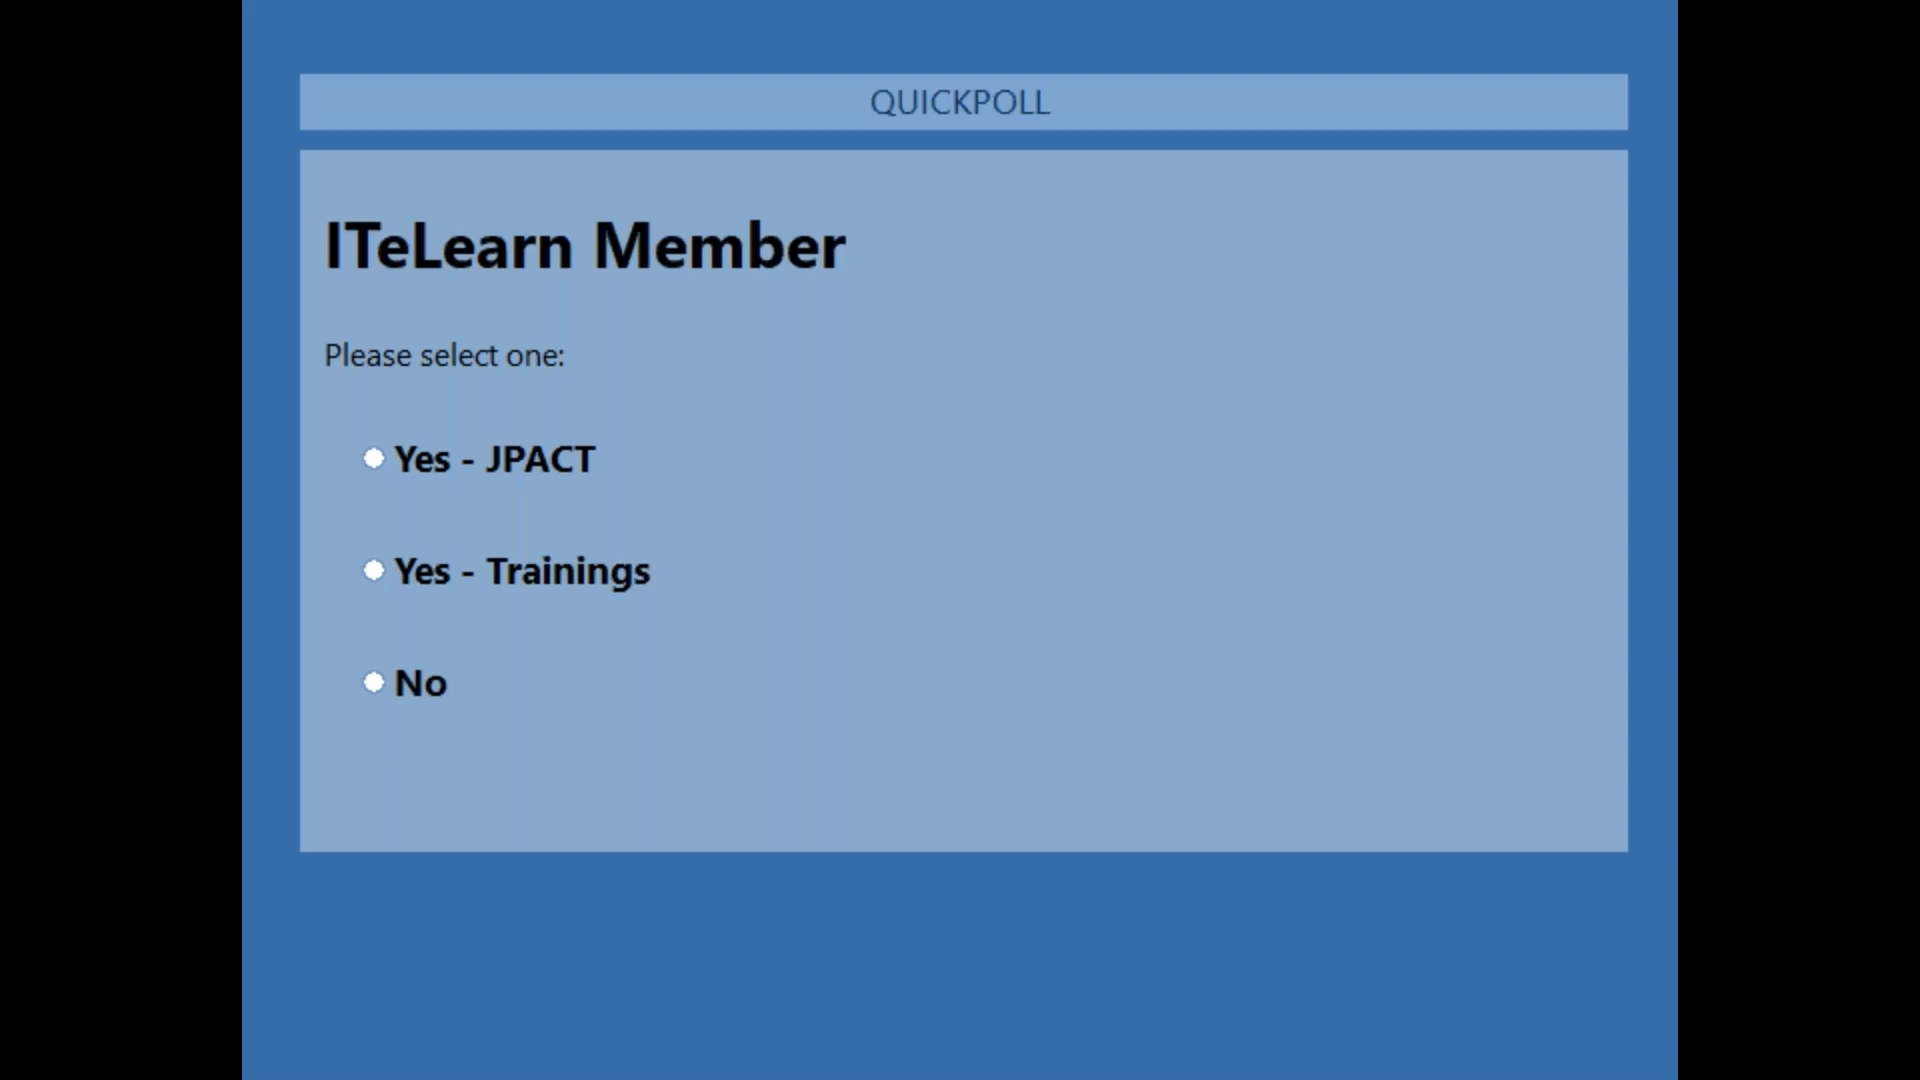 QUICKPOLL
ITeLearn Member
Please select one:
Yes - JPACT
Yes - Trainings
No